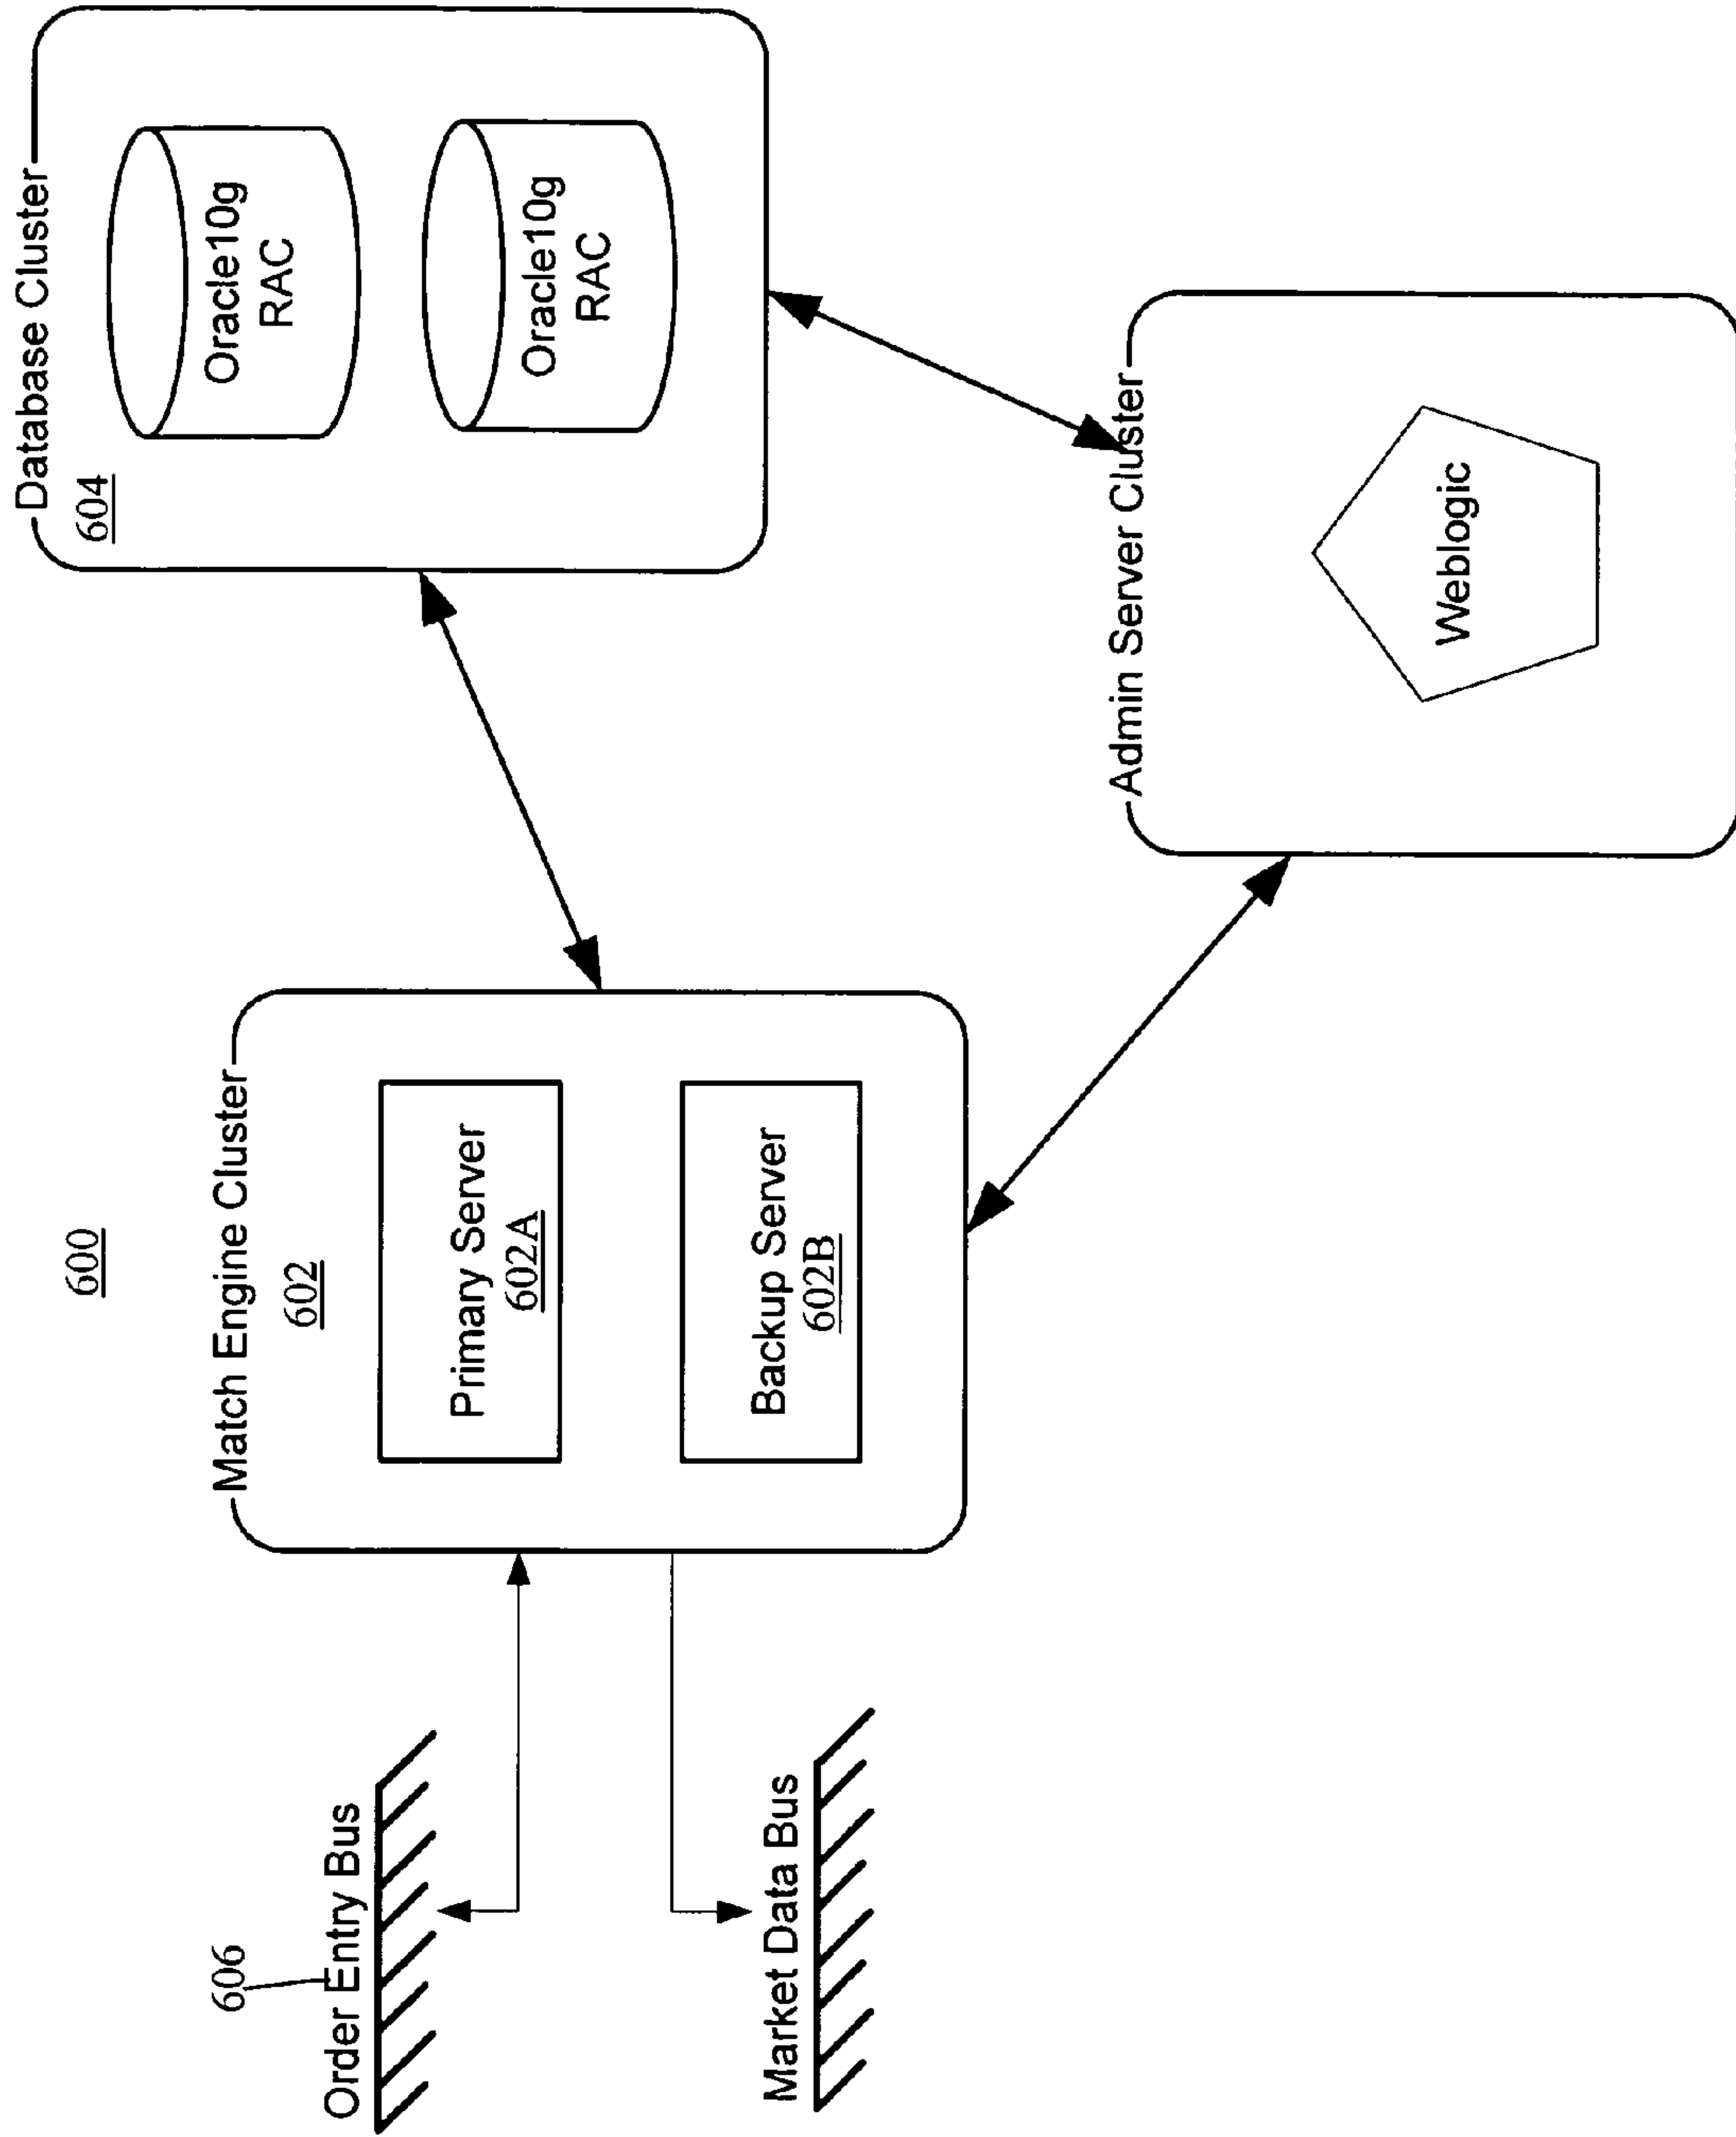 600
606
Order Entry Bus
Market Data Bus
Match Engine Cluster
602
Primary Server
602A
Backup Server
602B
Database Cluster
604
Oracle10g
RAC
Oracle10g
RAC
Admin Server Cluster
Weblogic